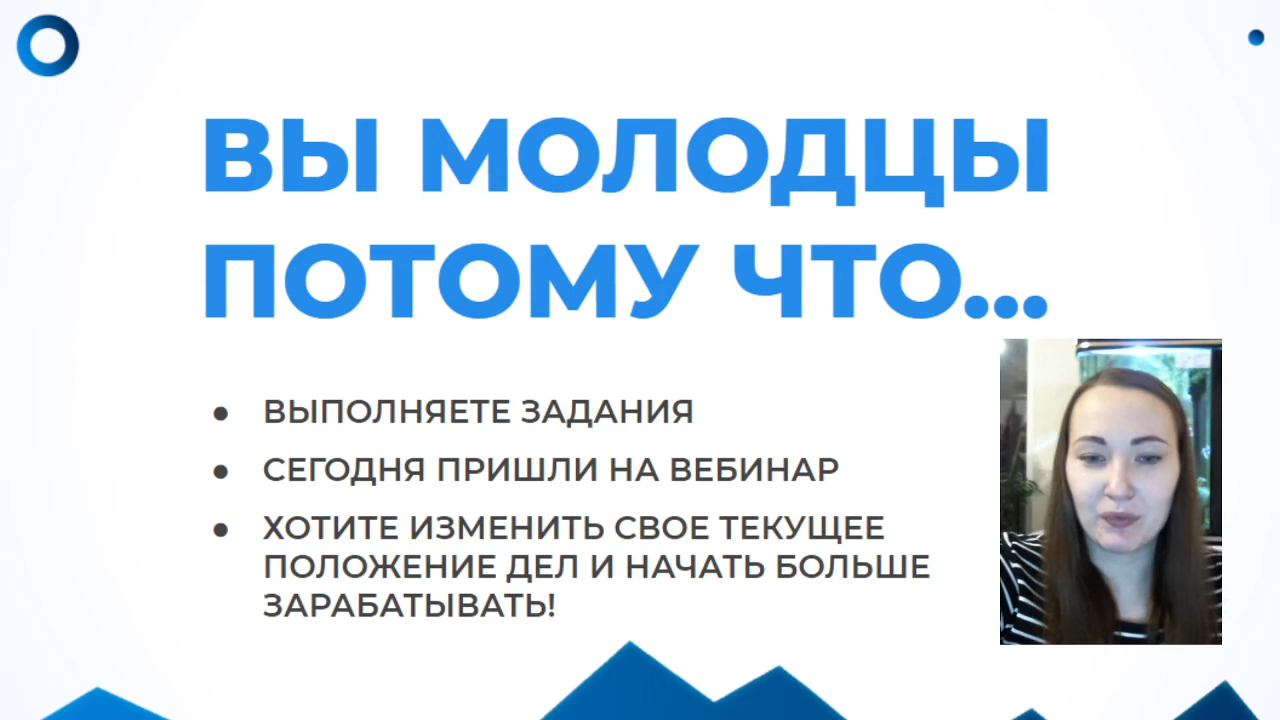 ВЫ МОЛОДЦЫ
ПОТОМУ ЧТО...
● ВЫПОЛНЯЕТЕ ЗАДАНИЯ
● СЕГОДНЯ ПРИШЛИ НА ВЕБИНАР
● ХОТИТЕ ИЗМЕНИТЬ СВОЕ ТЕКУЩЕЕ
ПОЛОЖЕНИЕ ДЕЛ И НАЧАТЬ БОЛЬШЕ
ЗАРАБАТЫВАТЬ!